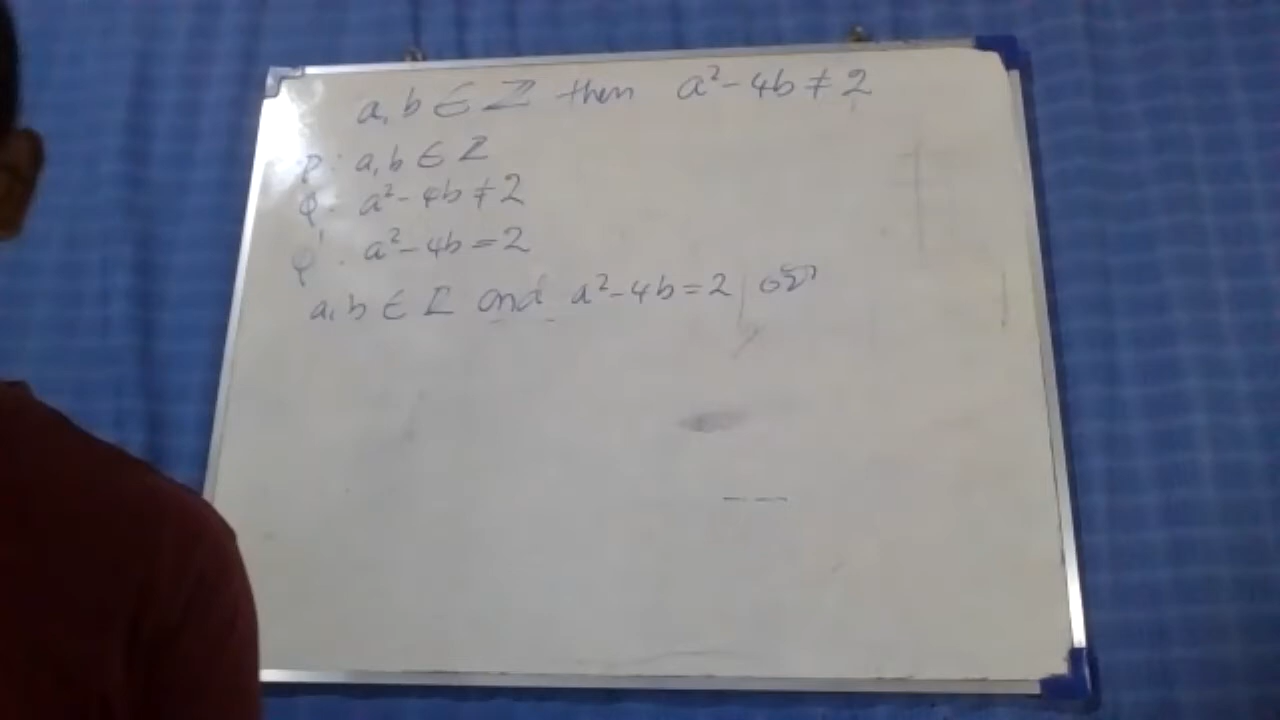 a, b ∈ ℤ then a² - 4b ≠ 2
P: a, b ∈ Z
Q: a² - 4b ≠ 2
Q': a² - 4b = 2
a, b ∈ Z and a² - 4b = 2